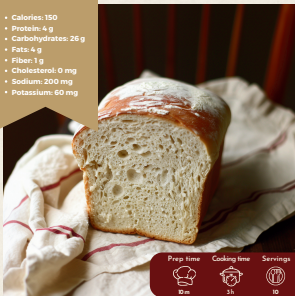 • Calories: 150
• Protein: 4 g
• Carbohydrates: 26 g
• Fats: 4 g
• Fiber: 1 g
• Cholesterol: 0 mg
• Sodium: 200 mg
• Potassium: 60 mg
Prep time Cooking time Servings
10 m 3 h 10